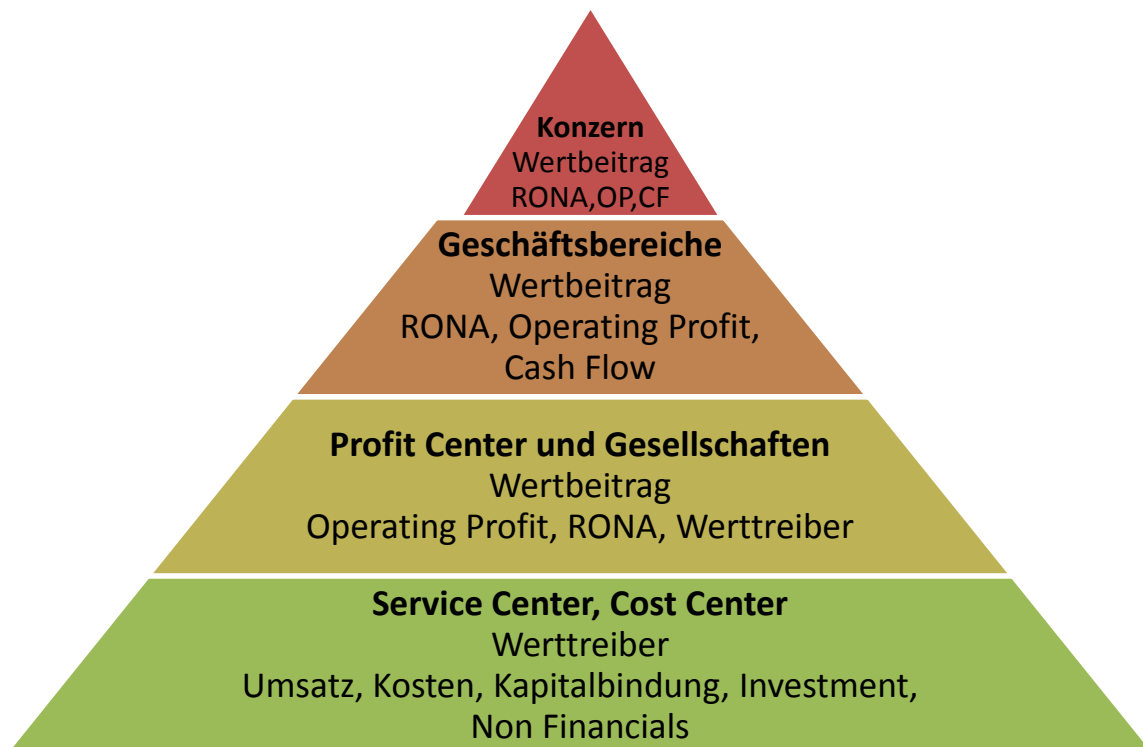 Konzern
Wertbeitrag
RONA,OP,CF
Geschäftsbereiche
Wertbeitrag
RONA, Operating Profit,
Cash Flow
Profit Center und Gesellschaften
Wertbeitrag
Operating Profit, RONA, Werttreiber
Service Center, Cost Center
Werttreiber
Umsatz, Kosten, Kapitalbindung, Investment,
Non Financials